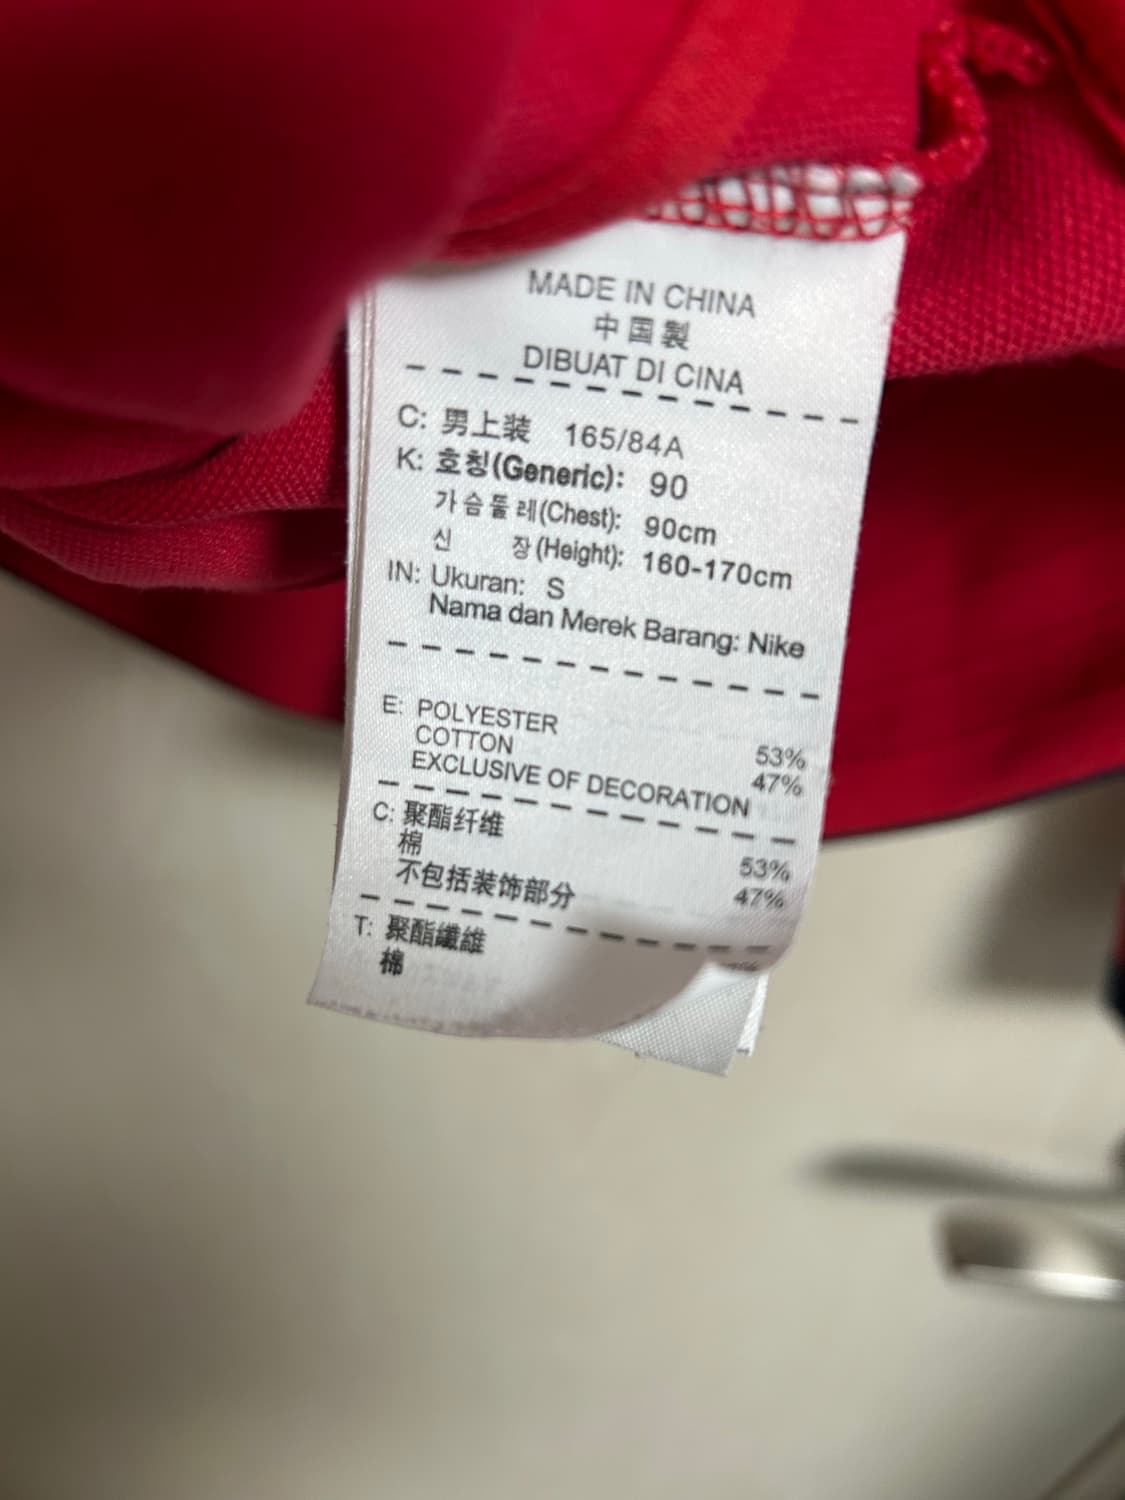 MADE IN CHINA
中国製
DIBUAT DI CINA
C: 男上装 165/84A
K: 호칭(Generic): 90
가슴둘레(Chest): 90cm
신 장(Height): 160-170cm
IN: Ukuran: S
Nama dan Merek Barang: Nike
E: POLYESTER 53%
COTTON 47%
EXCLUSIVE OF DECORATION
C: 聚酯纤维 53%
棉 47%
不包括装饰部分
T: 聚酯纖維
棉